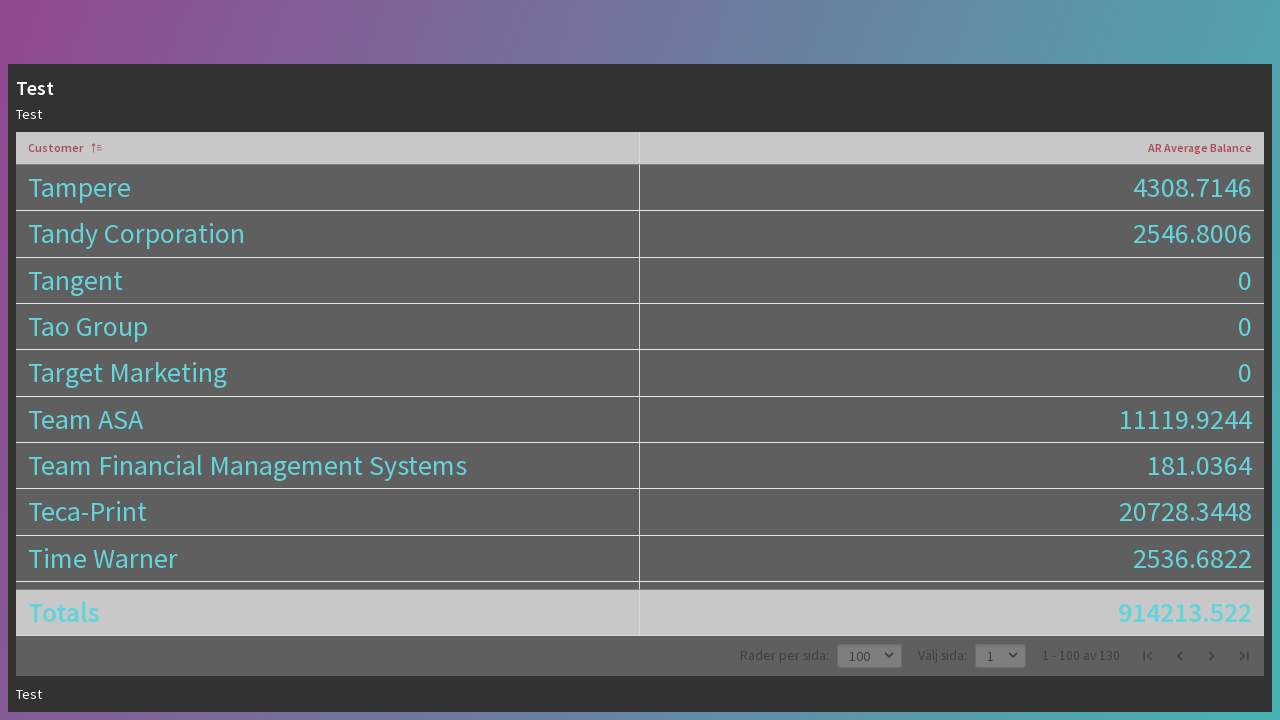 Test
Test
Customer AR Average Balance
Tampere 4308.7146
Tandy Corporation 2546.8006
Tangent 0
Tao Group 0
Target Marketing 0
Team ASA 11119.9244
Team Financial Management Systems 181.0364
Teca-Print 20728.3448
Time Warner 2536.6822
Totals 914213.522
Rader per sida: 100 Välj sida: 1 1 - 100 av 130
Test